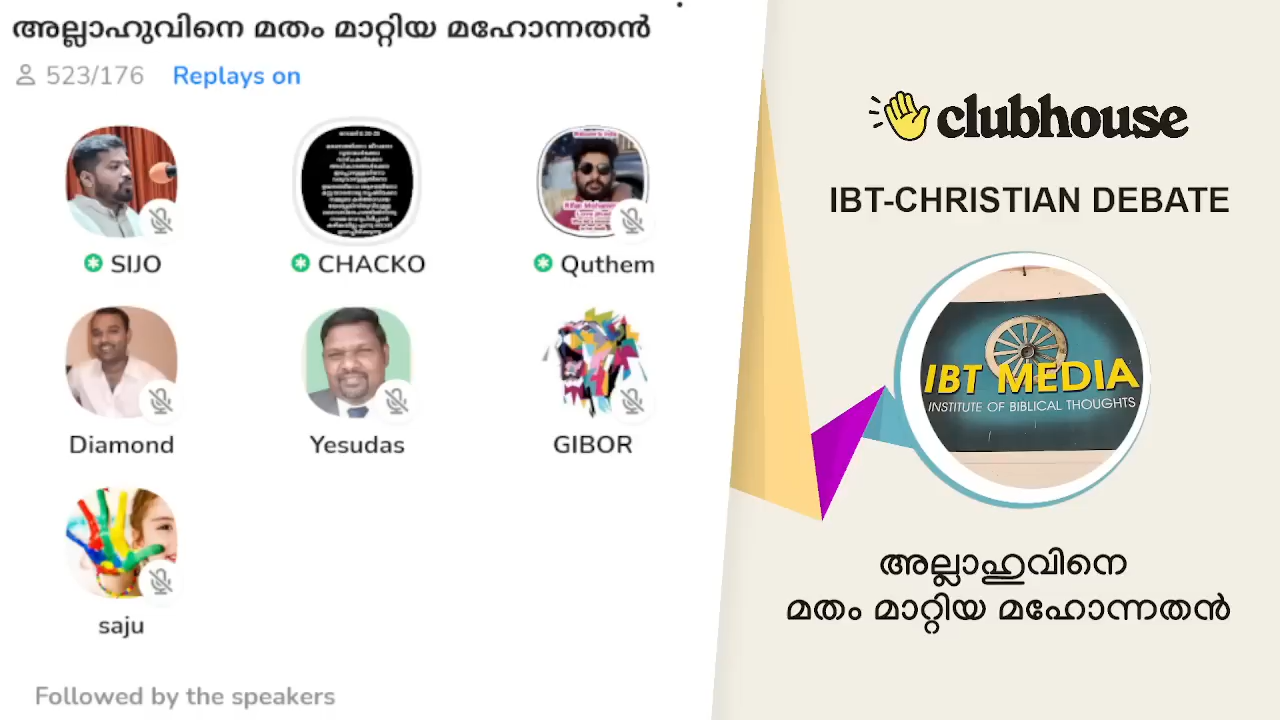 അല്ലാഹുവിനെ മതം മാറ്റിയ മഹോന്നതൻ
523/176 Replays on
SIJO CHACKO Quthem
Diamond Yesudas GIBOR
saju
Followed by the speakers
clubhouse
IBT-CHRISTIAN DEBATE
IBT MEDIA
INSTITUTE OF BIBLICAL THOUGHTS
അല്ലാഹുവിനെ
മതം മാറ്റിയ മഹോന്നതൻ